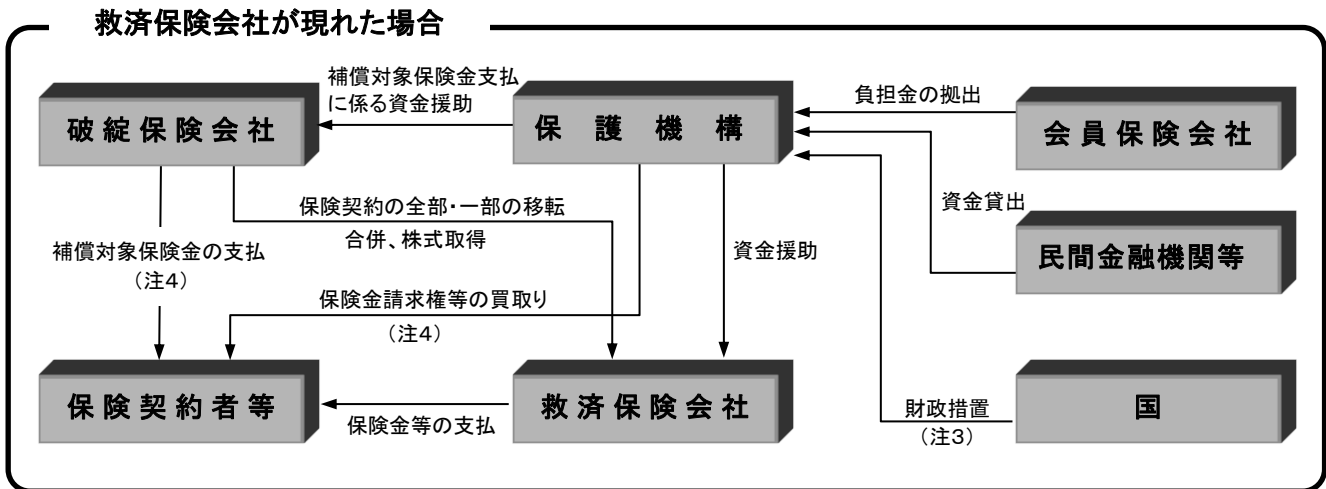 救済保険会社が現れた場合
補償対象保険金支払
に係る資金援助
破綻保険会社
保護機構
負担金の拠出
会員保険会社
保険契約の全部・一部の移転
合併、株式取得
資金貸出
補償対象保険金の支払
（注4）
資金援助
民間金融機関等
保険金請求権等の買取り
（注4）
保険契約者等
保険金等の支払
救済保険会社
財政措置
（注3）
国